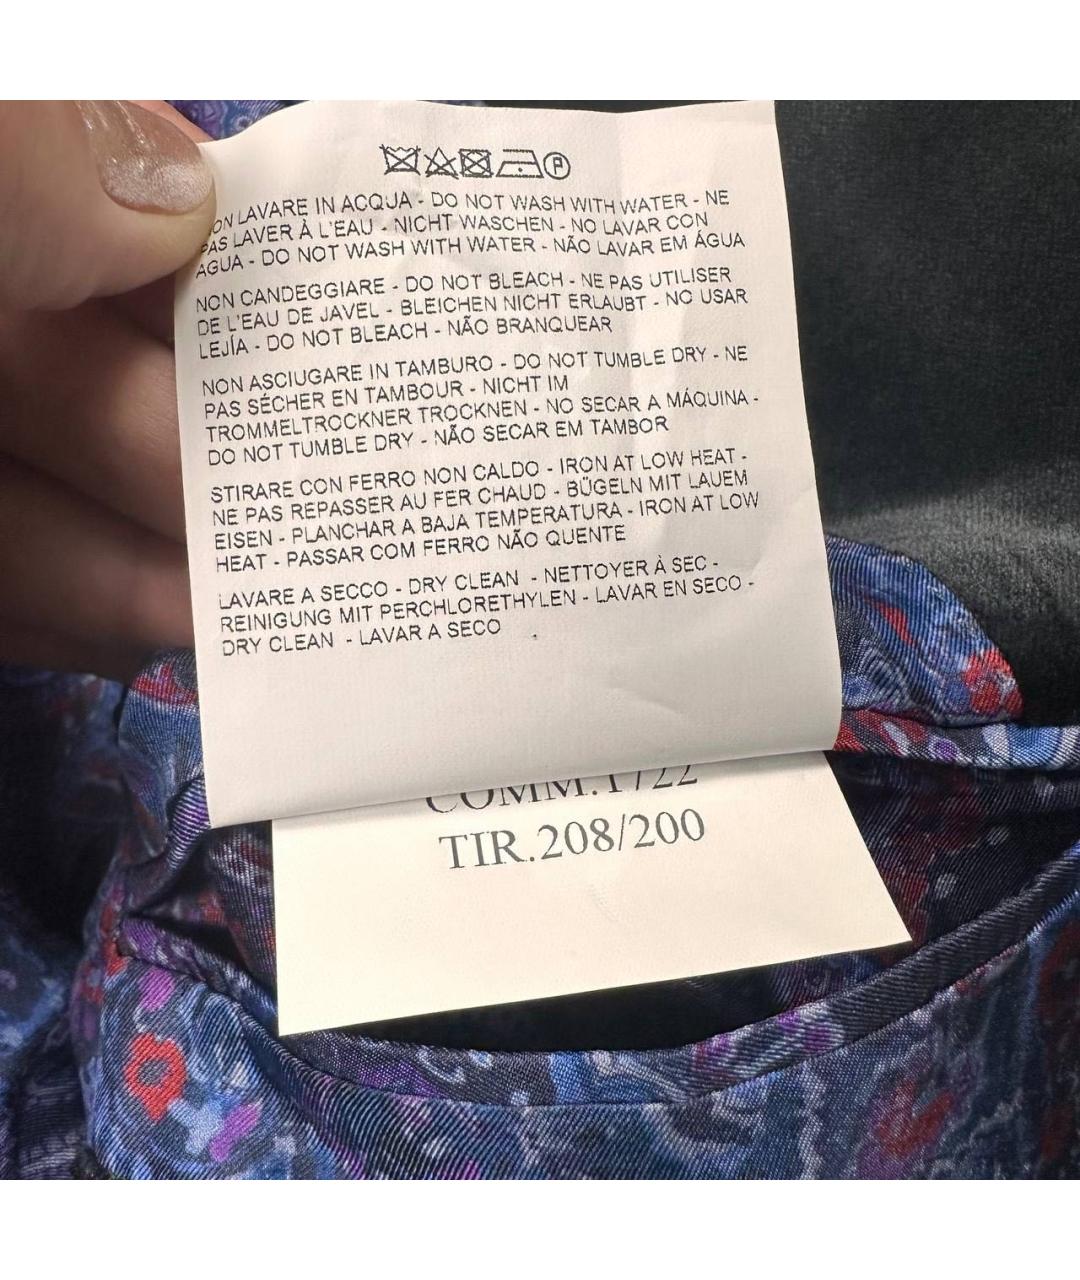 LAVARE IN ACQUA - DO NOT WASH WITH WATER - NE
PAS LAVER À L'EAU - NICHT WASCHEN - NO LAVAR CON
AGUA - DO NOT WASH WITH WATER - NÃO LAVAR EM ÁGUA
NON CANDEGGIARE - DO NOT BLEACH - NE PAS UTILISER
DE L'EAU DE JAVEL - BLEICHEN NICHT ERLAUBT - NO USAR
LEJÍA - DO NOT BLEACH - NÃO BRANQUEAR
NON ASCIUGARE IN TAMBURO - DO NOT TUMBLE DRY - NE
PAS SÉCHER EN TAMBOUR - NICHT IM
TROMMELTROCKNER TROCKNEN - NO SECAR A MÁQUINA -
DO NOT TUMBLE DRY - NÃO SECAR EM TAMBOR
STIRARE CON FERRO NON CALDO - IRON AT LOW HEAT -
NE PAS REPASSER AU FER CHAUD - BÜGELN MIT LAUEM
EISEN - PLANCHAR A BAJA TEMPERATURA - IRON AT LOW
HEAT - PASSAR COM FERRO NÃO QUENTE
LAVARE A SECCO - DRY CLEAN - NETTOYER À SEC -
REINIGUNG MIT PERCHLORETHYLEN - LAVAR EN SECO -
DRY CLEAN - LAVAR A SECO
COMM.1722
TIR.208/200